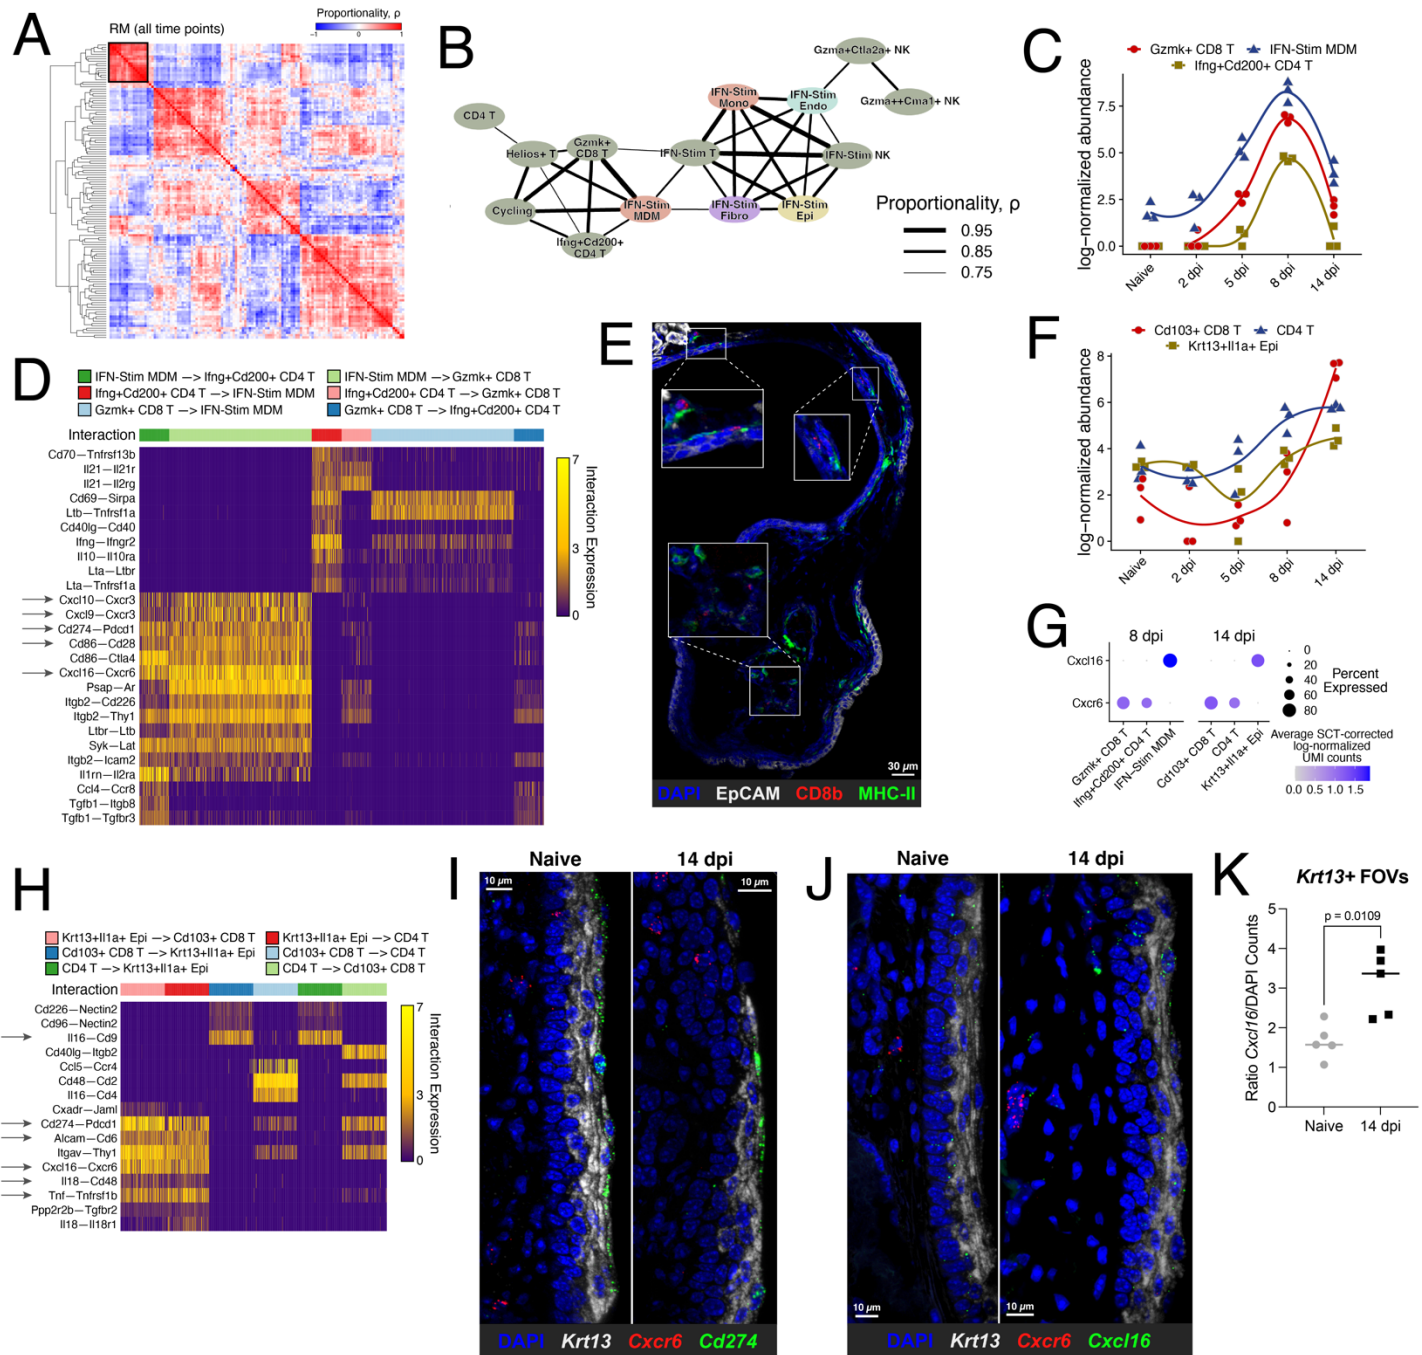 A
RM (all time points)
Proportionality, ρ
−1 0 1
B
Gzma+Ctla2a+ NK
Gzma++Cma1+ NK
IFN-Stim Mono
IFN-Stim Endo
CD4 T
Helios+ T
Gzmk+ CD8 T
IFN-Stim T
IFN-Stim NK
Cycling
IFN-Stim MDM
IFN-Stim Fibro
IFN-Stim Epi
Ifng+Cd200+ CD4 T
Proportionality, ρ
0.95
0.85
0.75
C
Gzmk+ CD8 T
IFN-Stim MDM
Ifng+Cd200+ CD4 T
log−normalized abundance
7.5
5.0
2.5
0.0
Naive
2 dpi
5 dpi
8 dpi
14 dpi
D
IFN-Stim MDM —> Ifng+Cd200+ CD4 T
IFN-Stim MDM —> Gzmk+ CD8 T
Ifng+Cd200+ CD4 T —> IFN-Stim MDM
Ifng+Cd200+ CD4 T —> Gzmk+ CD8 T
Gzmk+ CD8 T —> IFN-Stim MDM
Gzmk+ CD8 T —> Ifng+Cd200+ CD4 T
Interaction
Cd70—Tnfrsf13b
Il21—Il21r
Il21—Il2rg
Cd69—Sirpa
Ltb—Tnfrsf1a
Cd40lg—Cd40
Ifng—Ifngr2
Il10—Il10ra
Lta—Ltbr
Lta—Tnfrsf1a
Cxcl10—Cxcr3
Cxcl9—Cxcr3
Cd274—Pdcd1
Cd86—Cd28
Cd86—Ctla4
Cxcl16—Cxcr6
Psap—Ar
Itgb2—Cd226
Itgb2—Thy1
Ltbr—Ltb
Syk—Lat
Itgb2—Icam2
Il1rn—Il2ra
Ccl4—Ccr8
Tgfb1—Itgb8
Tgfb1—Tgfbr3
7
3
0
Interaction Expression
E
30 µm
DAPI EpCAM CD8b MHC-II
F
Cd103+ CD8 T
CD4 T
Krt13+Il1a+ Epi
log−normalized abundance
8
6
4
2
0
Naive
2 dpi
5 dpi
8 dpi
14 dpi
G
8 dpi
14 dpi
Cxcl16
Cxcr6
Gzmk+ CD8 T
Ifng+Cd200+ CD4 T
IFN−Stim MDM
Cd103+ CD8 T
CD4 T
Krt13+Il1a+ Epi
0
20
40
60
80
Percent Expressed
Average SCT-corrected
log-normalized
UMI counts
0.0 0.5 1.0 1.5
H
Krt13+Il1a+ Epi —> Cd103+ CD8 T
Krt13+Il1a+ Epi —> CD4 T
Cd103+ CD8 T —> Krt13+Il1a+ Epi
Cd103+ CD8 T —> CD4 T
CD4 T —> Krt13+Il1a+ Epi
CD4 T —> Cd103+ CD8 T
Interaction
Cd226—Nectin2
Cd96—Nectin2
Il16—Cd9
Cd40lg—Itgb2
Ccl5—Ccr4
Cd48—Cd2
Il16—Cd4
Cxadr—Jaml
Cd274—Pdcd1
Alcam—Cd6
Itgav—Thy1
Cxcl16—Cxcr6
Il18—Cd48
Tnf—Tnfrsf1b
Ppp2r2b—Tgfbr2
Il18—Il18r1
7
3
0
Interaction Expression
I
Naive
14 dpi
10 µm
10 µm
DAPI Krt13 Cxcr6 Cd274
J
Naive
14 dpi
10 µm
10 µm
DAPI Krt13 Cxcr6 Cxcl16
K
Krt13+ FOVs
p = 0.0109
Ratio Cxcl16/DAPI Counts
5
4
3
2
1
0
Naive
14 dpi